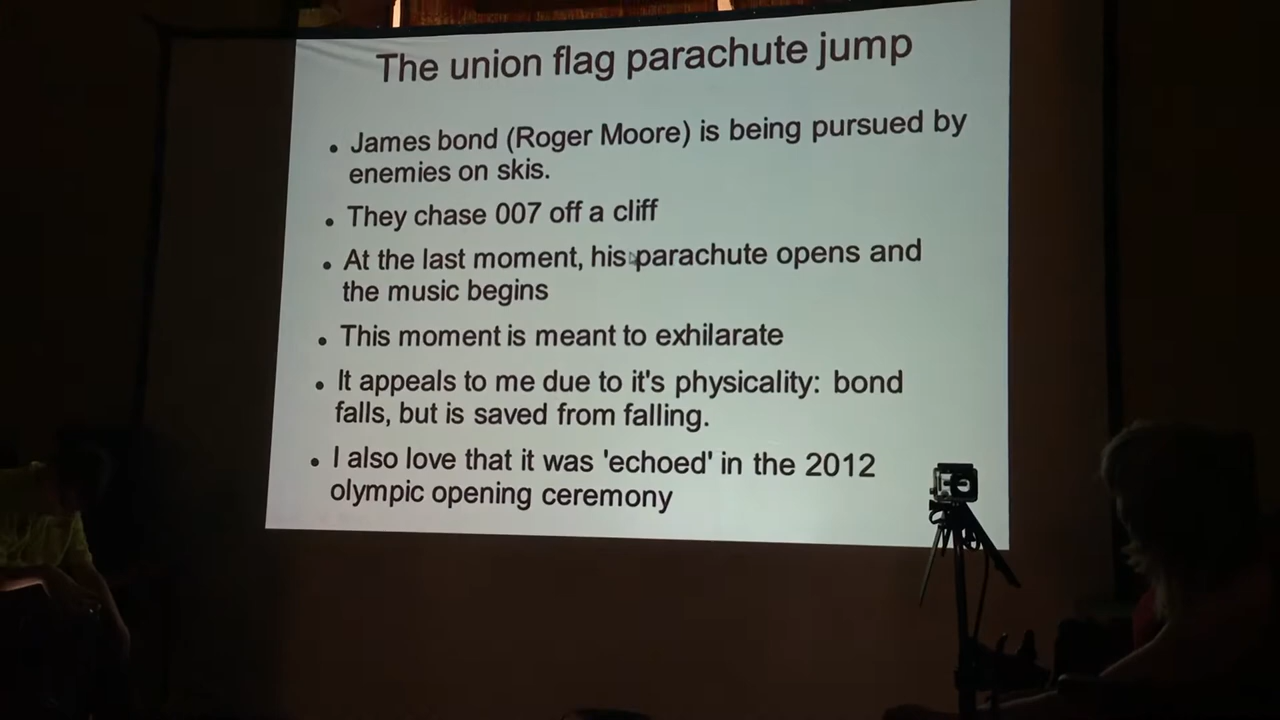 The union flag parachute jump
• James bond (Roger Moore) is being pursued by
enemies on skis.
• They chase 007 off a cliff
• At the last moment, his parachute opens and
the music begins
• This moment is meant to exhilarate
• It appeals to me due to it's physicality: bond
falls, but is saved from falling.
• I also love that it was 'echoed' in the 2012
olympic opening ceremony